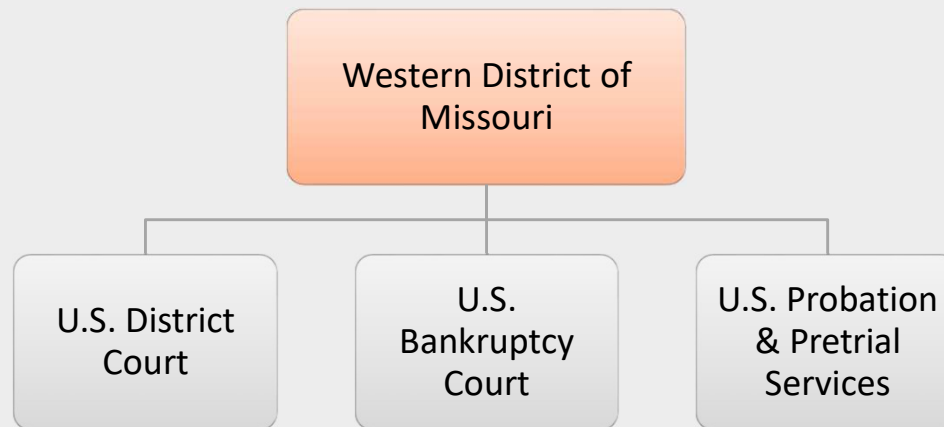 Western District of
Missouri
U.S. District
Court
U.S.
Bankruptcy
Court
U.S. Probation
& Pretrial
Services